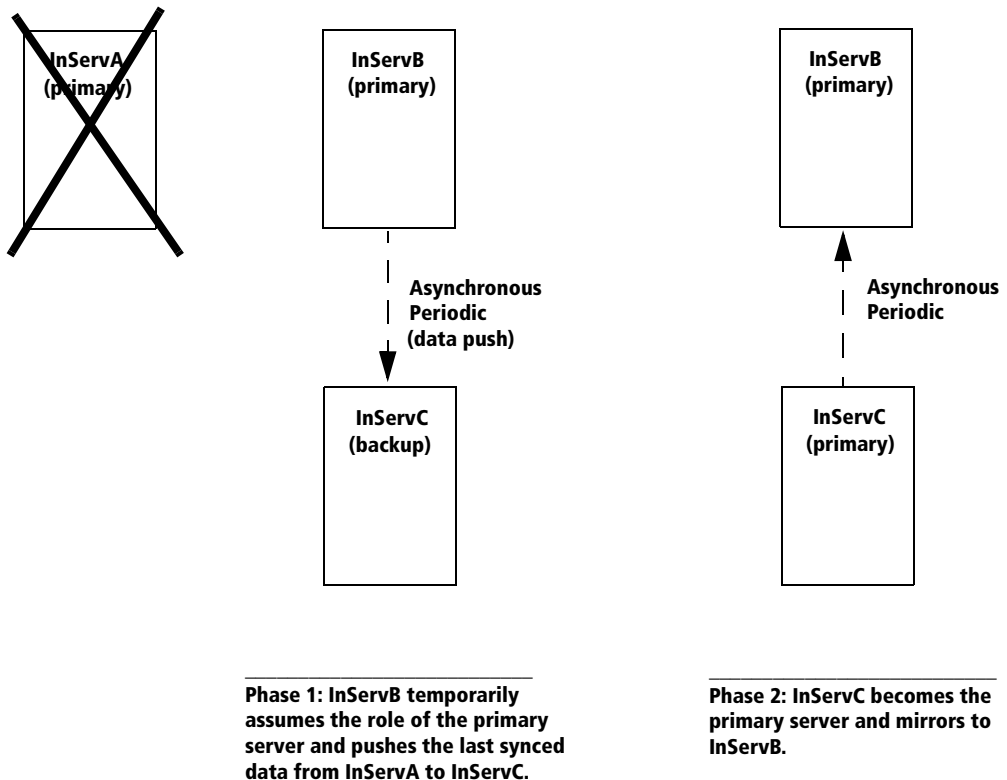 InServA
(primary)
InServB
(primary)
Asynchronous
Periodic
(data push)
InServC
(backup)
Phase 1: InServB temporarily
assumes the role of the primary
server and pushes the last synced
data from InServA to InServC.
InServB
(primary)
Asynchronous
Periodic
InServC
(primary)
Phase 2: InServC becomes the
primary server and mirrors to
InServB.